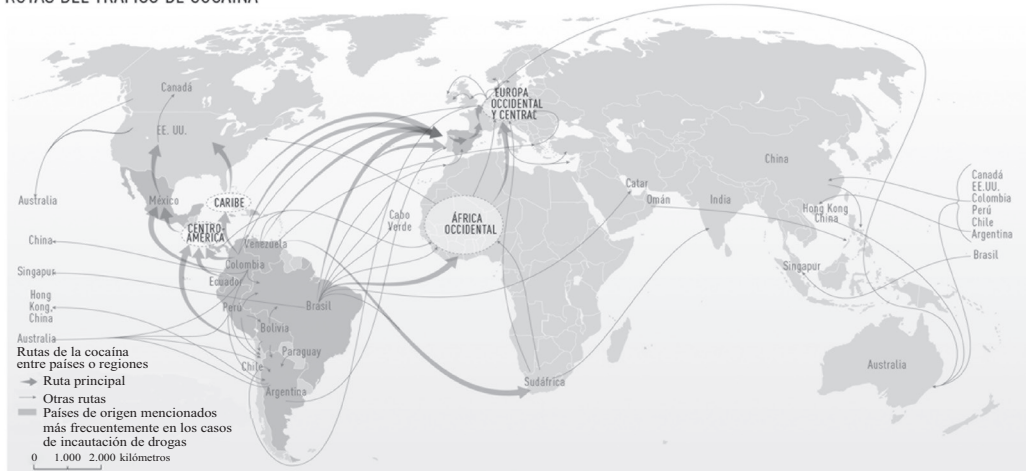 RUTAS DEL TRÁFICO DE COCAÍNA
Canadá
EE. UU.
Australia
México
CARIBE
CENTRO-
AMÉRICA
China
Venezuela
Colombia
Singapur
Ecuador
Hong
Kong,
China
Perú
Brasil
Bolivia
Australia
Paraguay
Chile
Argentina
EUROPA
OCCIDENTAL
Y CENTRAL
Cabo
Verde
ÁFRICA
OCCIDENTAL
Sudáfrica
Catar
Omán
India
China
Hong Kong
China
Singapur
Australia
Canadá
EE.UU.
Colombia
Perú
Chile
Argentina
Brasil
Rutas de la cocaína
entre países o regiones
Ruta principal
Otras rutas
Países de origen mencionados
más frecuentemente en los casos
de incautación de drogas
0 1.000 2.000 kilómetros